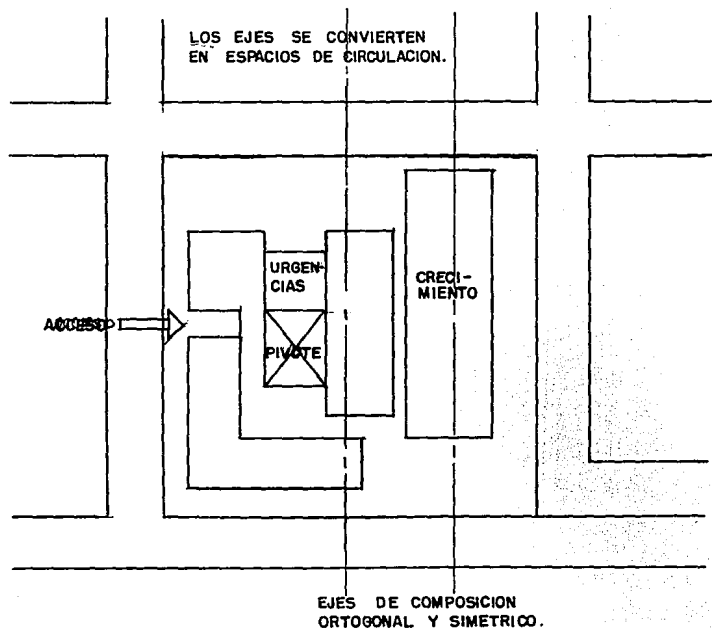 LOS EJES SE CONVIERTEN
EN ESPACIOS DE CIRCULACION.
URGEN-
CIAS
CRECI-
MIENTO
ACCESO
PIVOTE
EJES DE COMPOSICION
ORTOGONAL Y SIMETRICO.